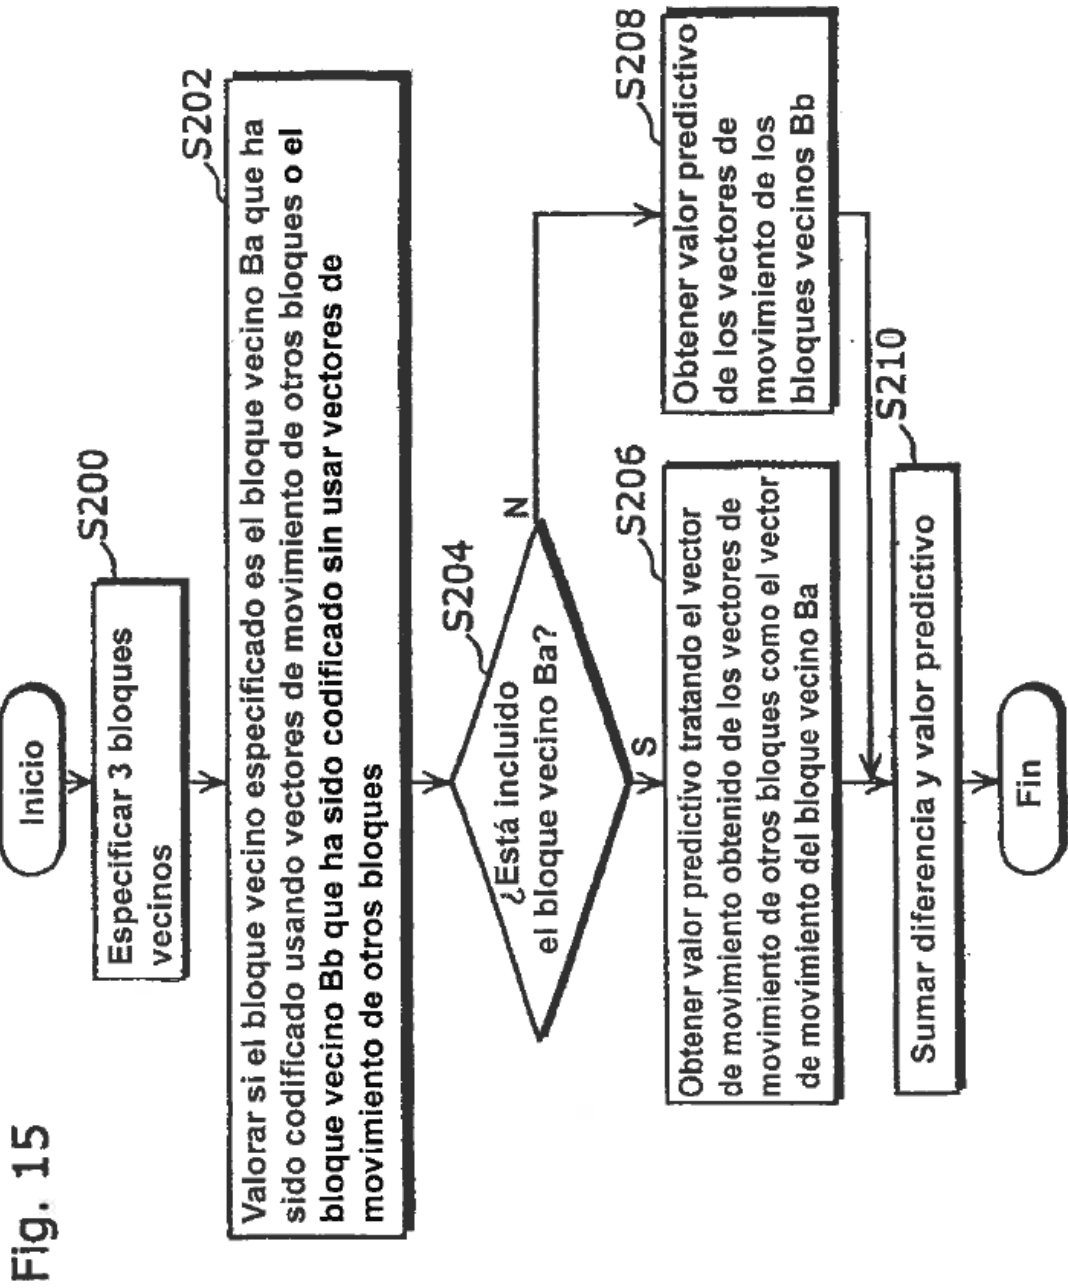 Fig. 15
Inicio
S200
Especificar 3 bloques
vecinos
S202
Valorar si el bloque vecino especificado es el bloque vecino Ba que ha
sido codificado usando vectores de movimiento de otros bloques o el
bloque vecino Bb que ha sido codificado sin usar vectores de
movimiento de otros bloques
S204
¿Está incluido
el bloque vecino Ba?
N
S
S206
Obtener valor predictivo tratando el vector
de movimiento obtenido de los vectores de
movimiento de otros bloques como el vector
de movimiento del bloque vecino Ba
S208
Obtener valor predictivo
de los vectores de
movimiento de los
bloques vecinos Bb
S210
Sumar diferencia y valor predictivo
Fin